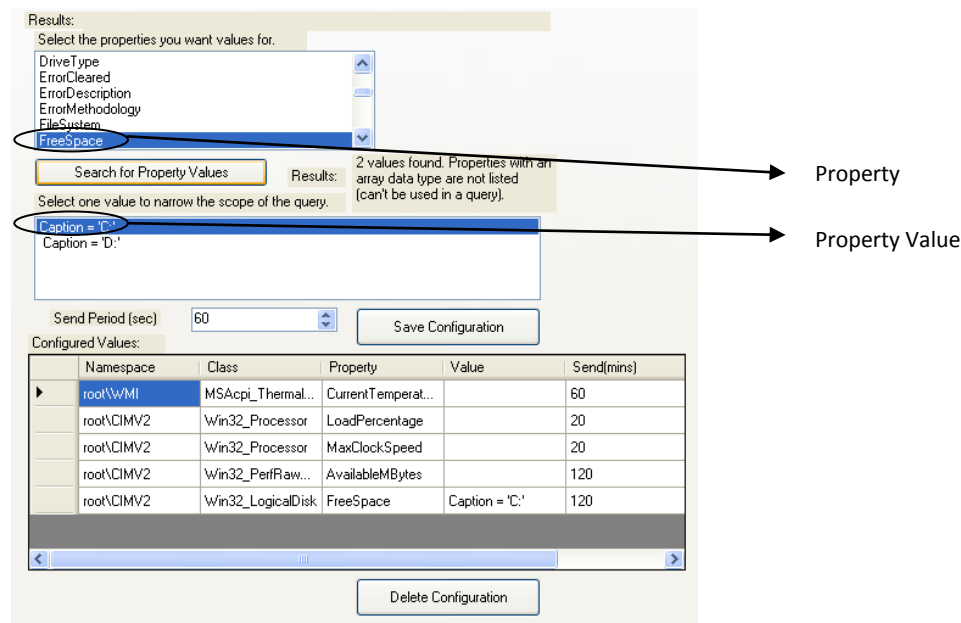 Results:
Select the properties you want values for.
DriveType
ErrorCleared
ErrorDescription
ErrorMethodology
FileSystem
FreeSpace
Property
Search for Property Values
Results:
2 values found. Properties with an
array data type are not listed
(can't be used in a query).
Select one value to narrow the scope of the query.
Caption = 'C:'
Property Value
Caption = 'D:'
Send Period (sec) 60
Save Configuration
Configured Values:
Namespace Class Property Value Send(mins)
root\WMI MSAcpi_Thermal... CurrentTemperat... 60
root\CIMV2 Win32_Processor LoadPercentage 20
root\CIMV2 Win32_Processor MaxClockSpeed 20
root\CIMV2 Win32_PerfRaw... AvailableMBytes 120
root\CIMV2 Win32_LogicalDisk FreeSpace Caption = 'C:' 120
Delete Configuration